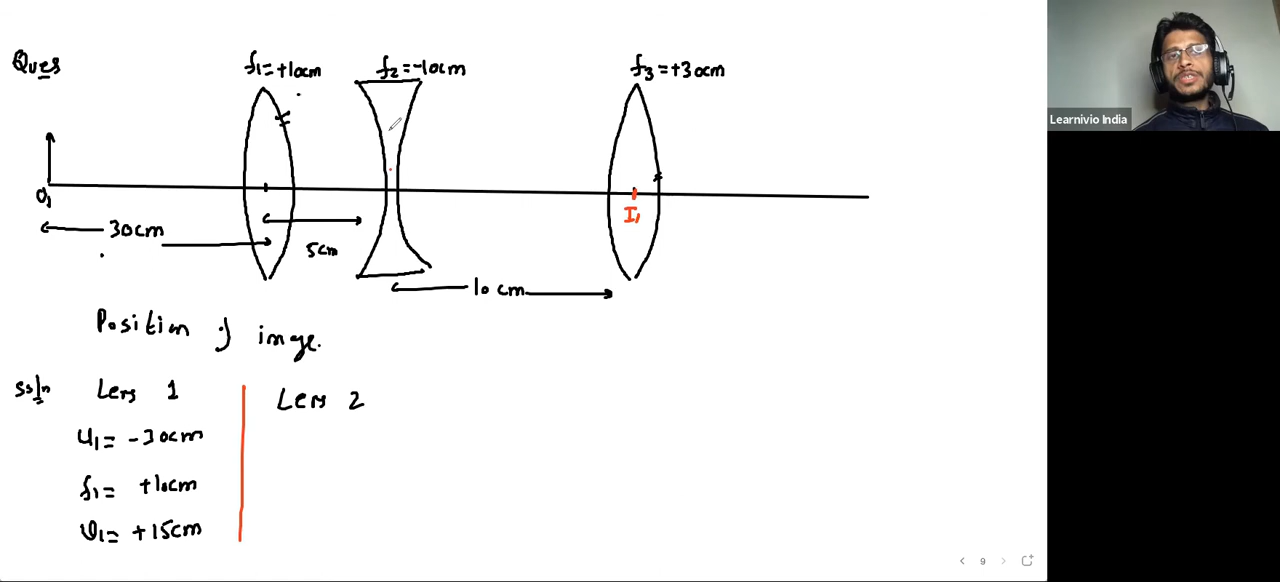 Ques
f1=+10cm
f2=-10cm
f3=+30cm
O1
I1
30cm
5cm
10 cm
Position of image.
Soln
Lens 1
Lens 2
u1= -30cm
f1= +10cm
v1= +15cm
Learnivio India
9